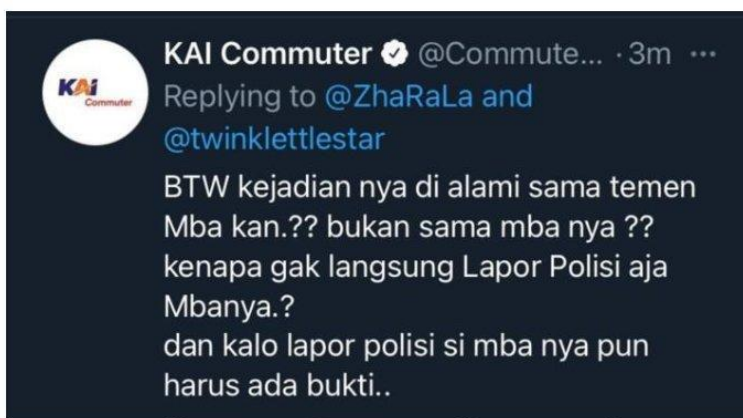 KAI Commuter @Commute... · 3m ...
KAI
Commuter
Replying to @ZhaRaLa and
@twinklettlestar
BTW kejadian nya di alami sama temen
Mba kan.?? bukan sama mba nya ??
kenapa gak langsung Lapor Polisi aja
Mbanya.?
dan kalo lapor polisi si mba nya pun
harus ada bukti..